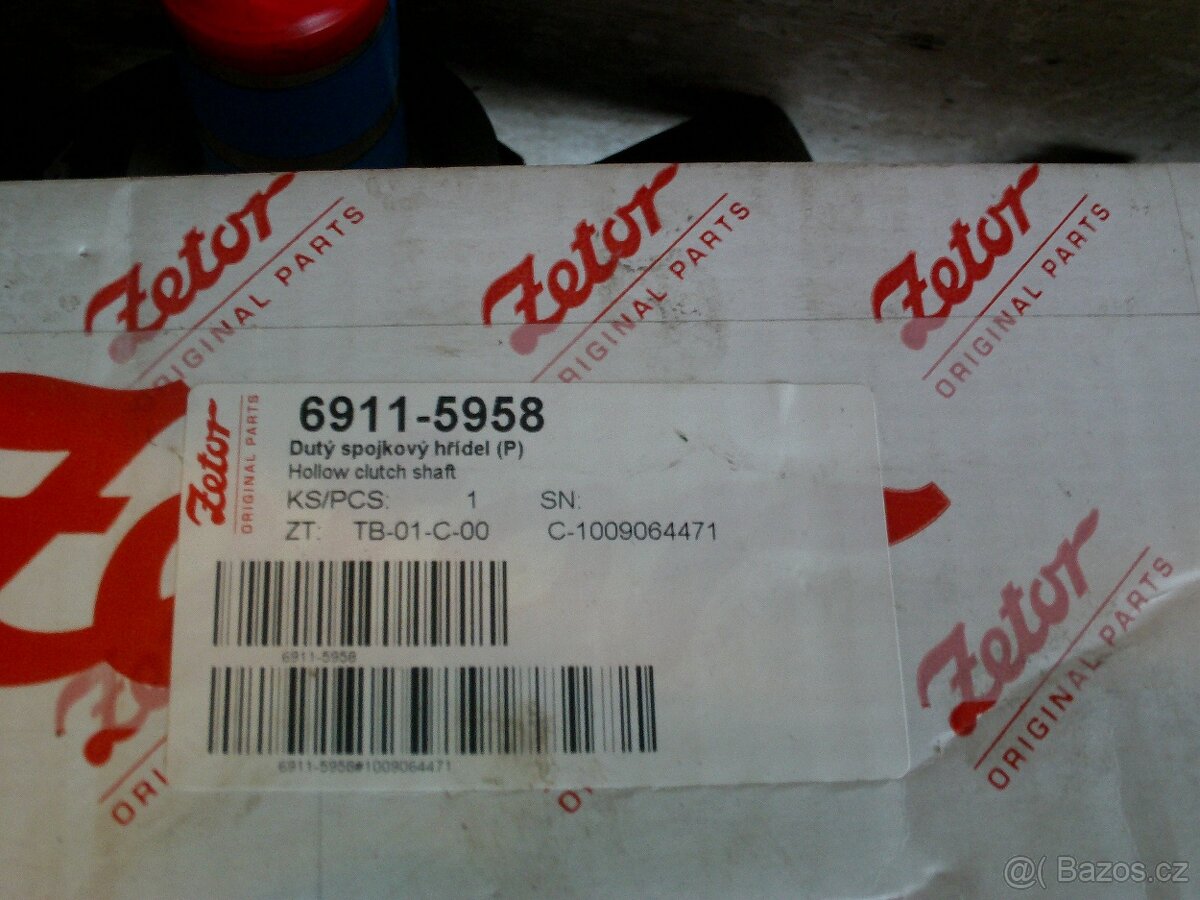 Zetor
ORIGINAL PARTS
Zetor
ORIGINAL PARTS
Zetor
ORIGINAL PARTS
Zetor
ORIGINAL PARTS
6911-5958
Dutý spojkový hřídel (P)
Hollow clutch shaft
KS/PCS: 1 SN:
ZT: TB-01-C-00 C-1009064471
6911-5958
6911-5958#1009064471
Zetor
ORIGINAL PARTS
@( Bazos.cz